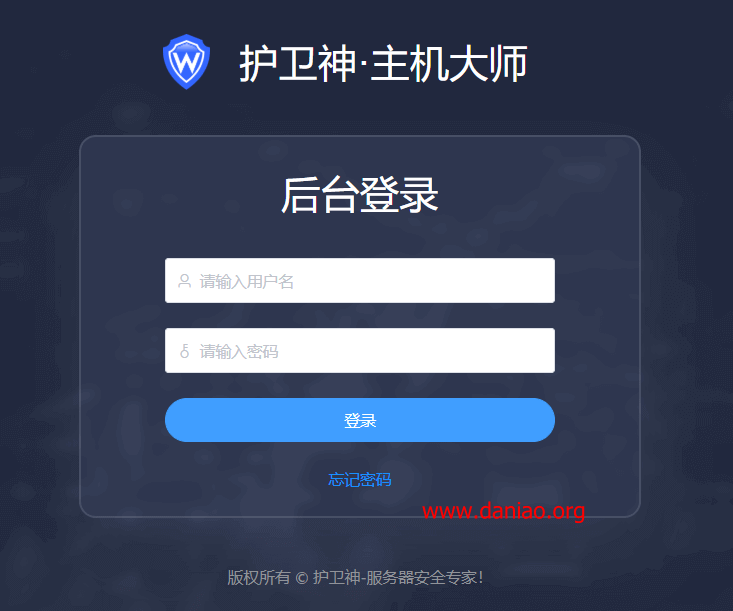 护卫神·主机大师
后台登录
请输入用户名
请输入密码
登录
忘记密码
www.daniao.org
版权所有 © 护卫神-服务器安全专家！